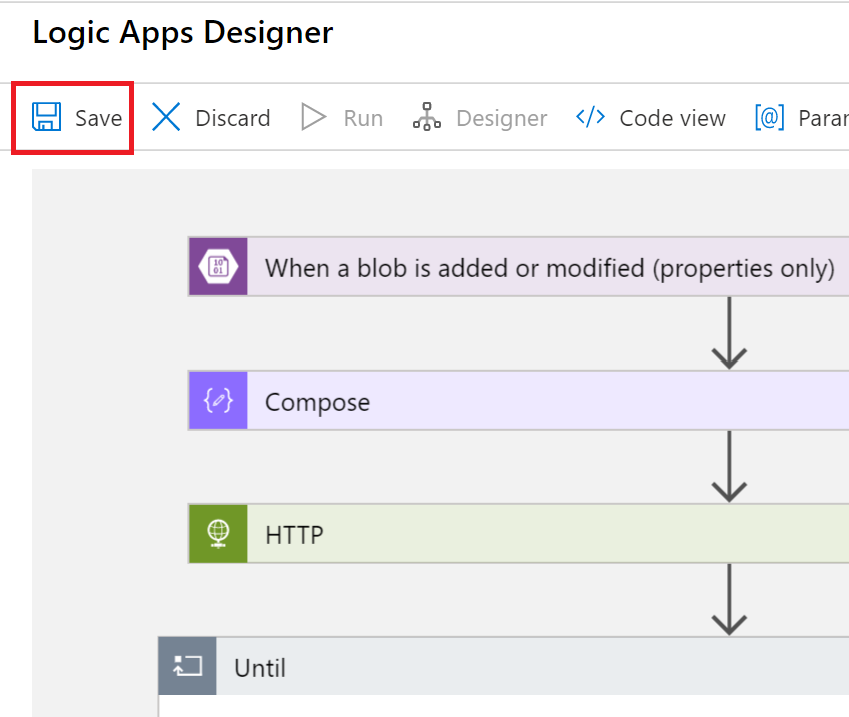 Logic Apps Designer
Save Discard Run Designer </> Code view [@]
When a blob is added or modified (properties only)
Compose
HTTP
Until